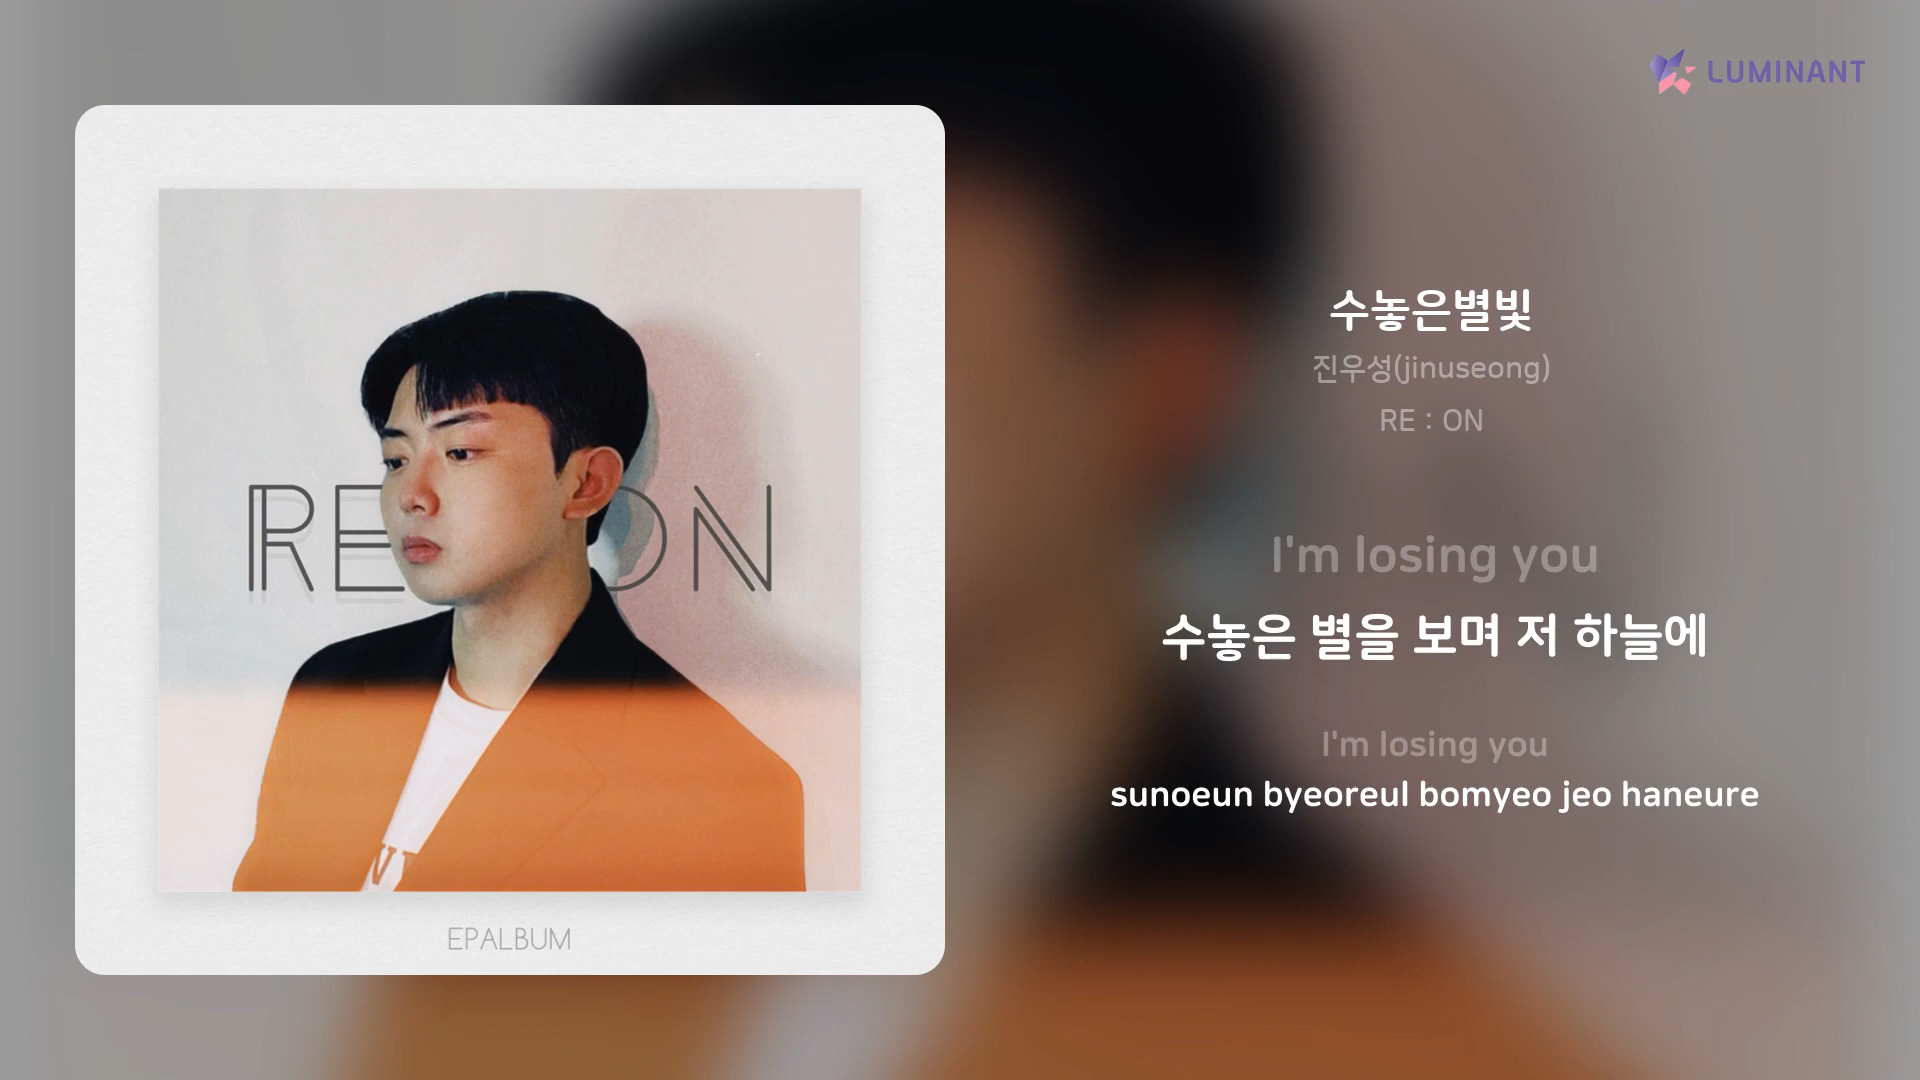 LUMINANT
RE ON
EPALBUM
수놓은별빛
진우성(jinuseong)
RE : ON
I'm losing you
수놓은 별을 보며 저 하늘에
I'm losing you
sunoeun byeoreul bomyeo jeo haneure